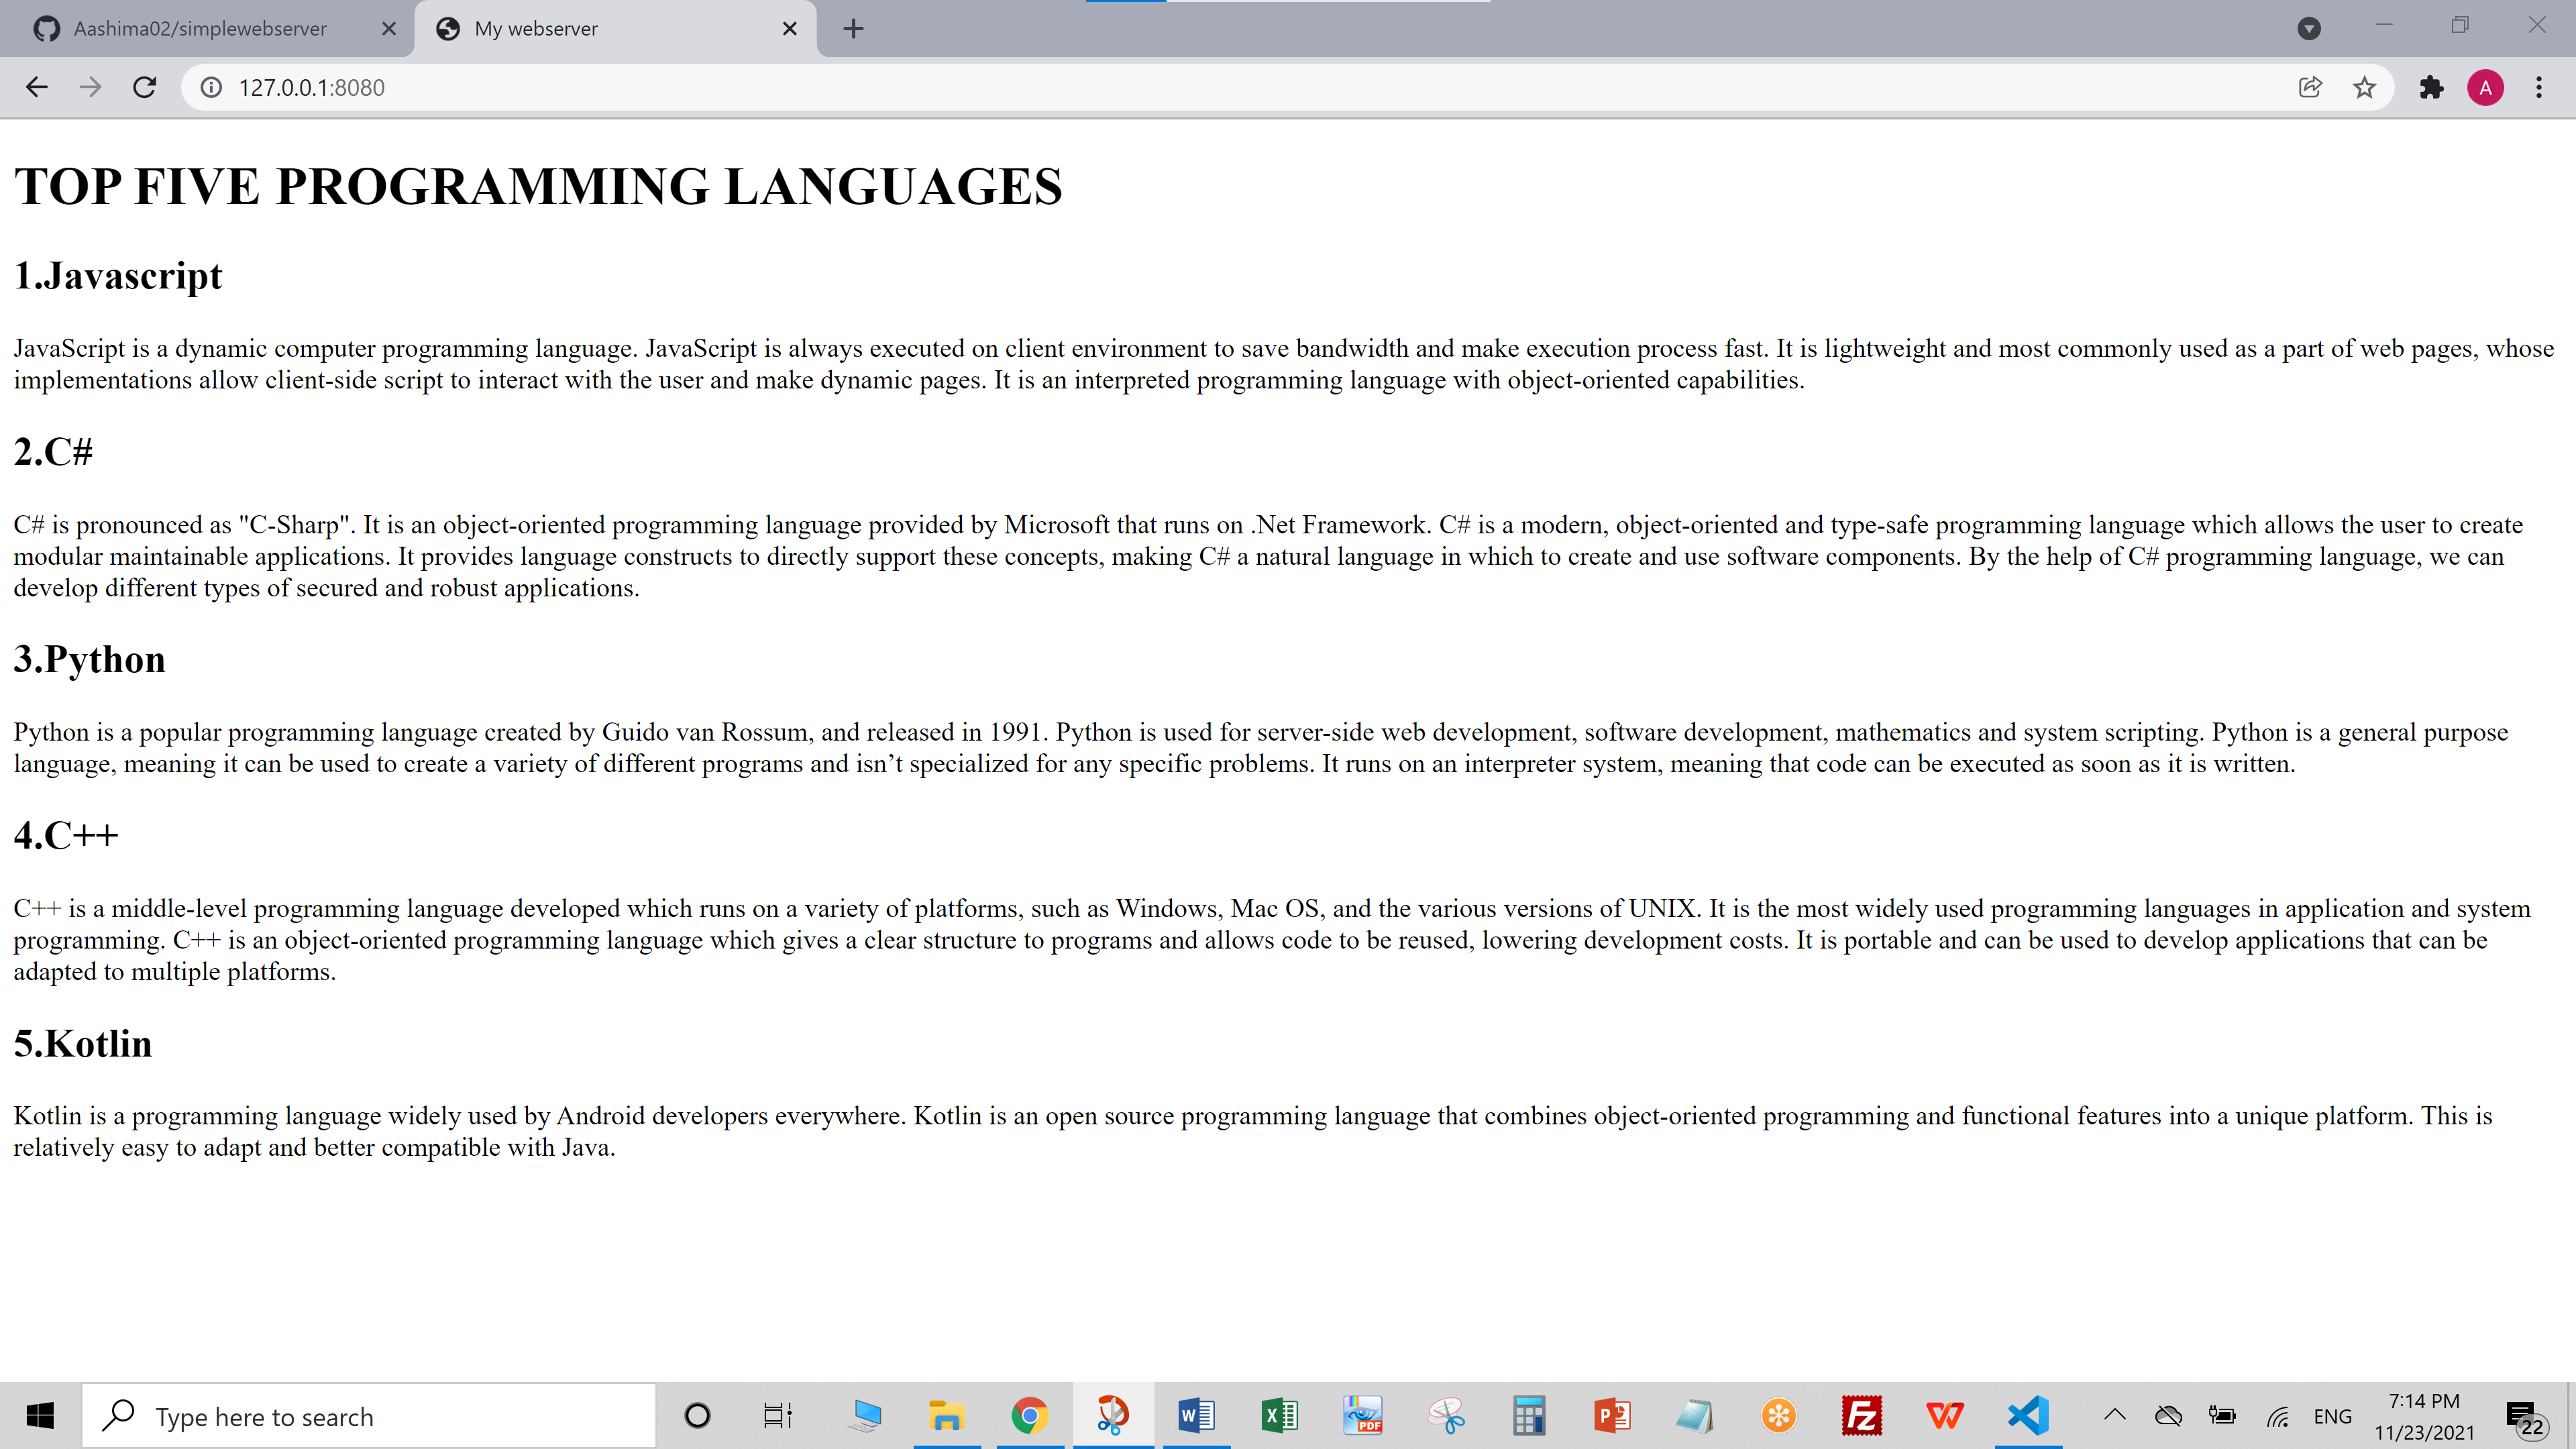 Aashima02/simplewebserver
My webserver
127.0.0.1:8080
A
TOP FIVE PROGRAMMING LANGUAGES
1.Javascript
JavaScript is a dynamic computer programming language. JavaScript is always executed on client environment to save bandwidth and make execution process fast. It is lightweight and most commonly used as a part of web pages, whose
implementations allow client-side script to interact with the user and make dynamic pages. It is an interpreted programming language with object-oriented capabilities.
2.C#
C# is pronounced as "C-Sharp". It is an object-oriented programming language provided by Microsoft that runs on .Net Framework. C# is a modern, object-oriented and type-safe programming language which allows the user to create
modular maintainable applications. It provides language constructs to directly support these concepts, making C# a natural language in which to create and use software components. By the help of C# programming language, we can
develop different types of secured and robust applications.
3.Python
Python is a popular programming language created by Guido van Rossum, and released in 1991. Python is used for server-side web development, software development, mathematics and system scripting. Python is a general purpose
language, meaning it can be used to create a variety of different programs and isn’t specialized for any specific problems. It runs on an interpreter system, meaning that code can be executed as soon as it is written.
4.C++
C++ is a middle-level programming language developed which runs on a variety of platforms, such as Windows, Mac OS, and the various versions of UNIX. It is the most widely used programming languages in application and system
programming. C++ is an object-oriented programming language which gives a clear structure to programs and allows code to be reused, lowering development costs. It is portable and can be used to develop applications that can be
adapted to multiple platforms.
5.Kotlin
Kotlin is a programming language widely used by Android developers everywhere. Kotlin is an open source programming language that combines object-oriented programming and functional features into a unique platform. This is
relatively easy to adapt and better compatible with Java.
Type here to search
W
X
PDF
P
Fz
W
ENG
7:14 PM
11/23/2021
22